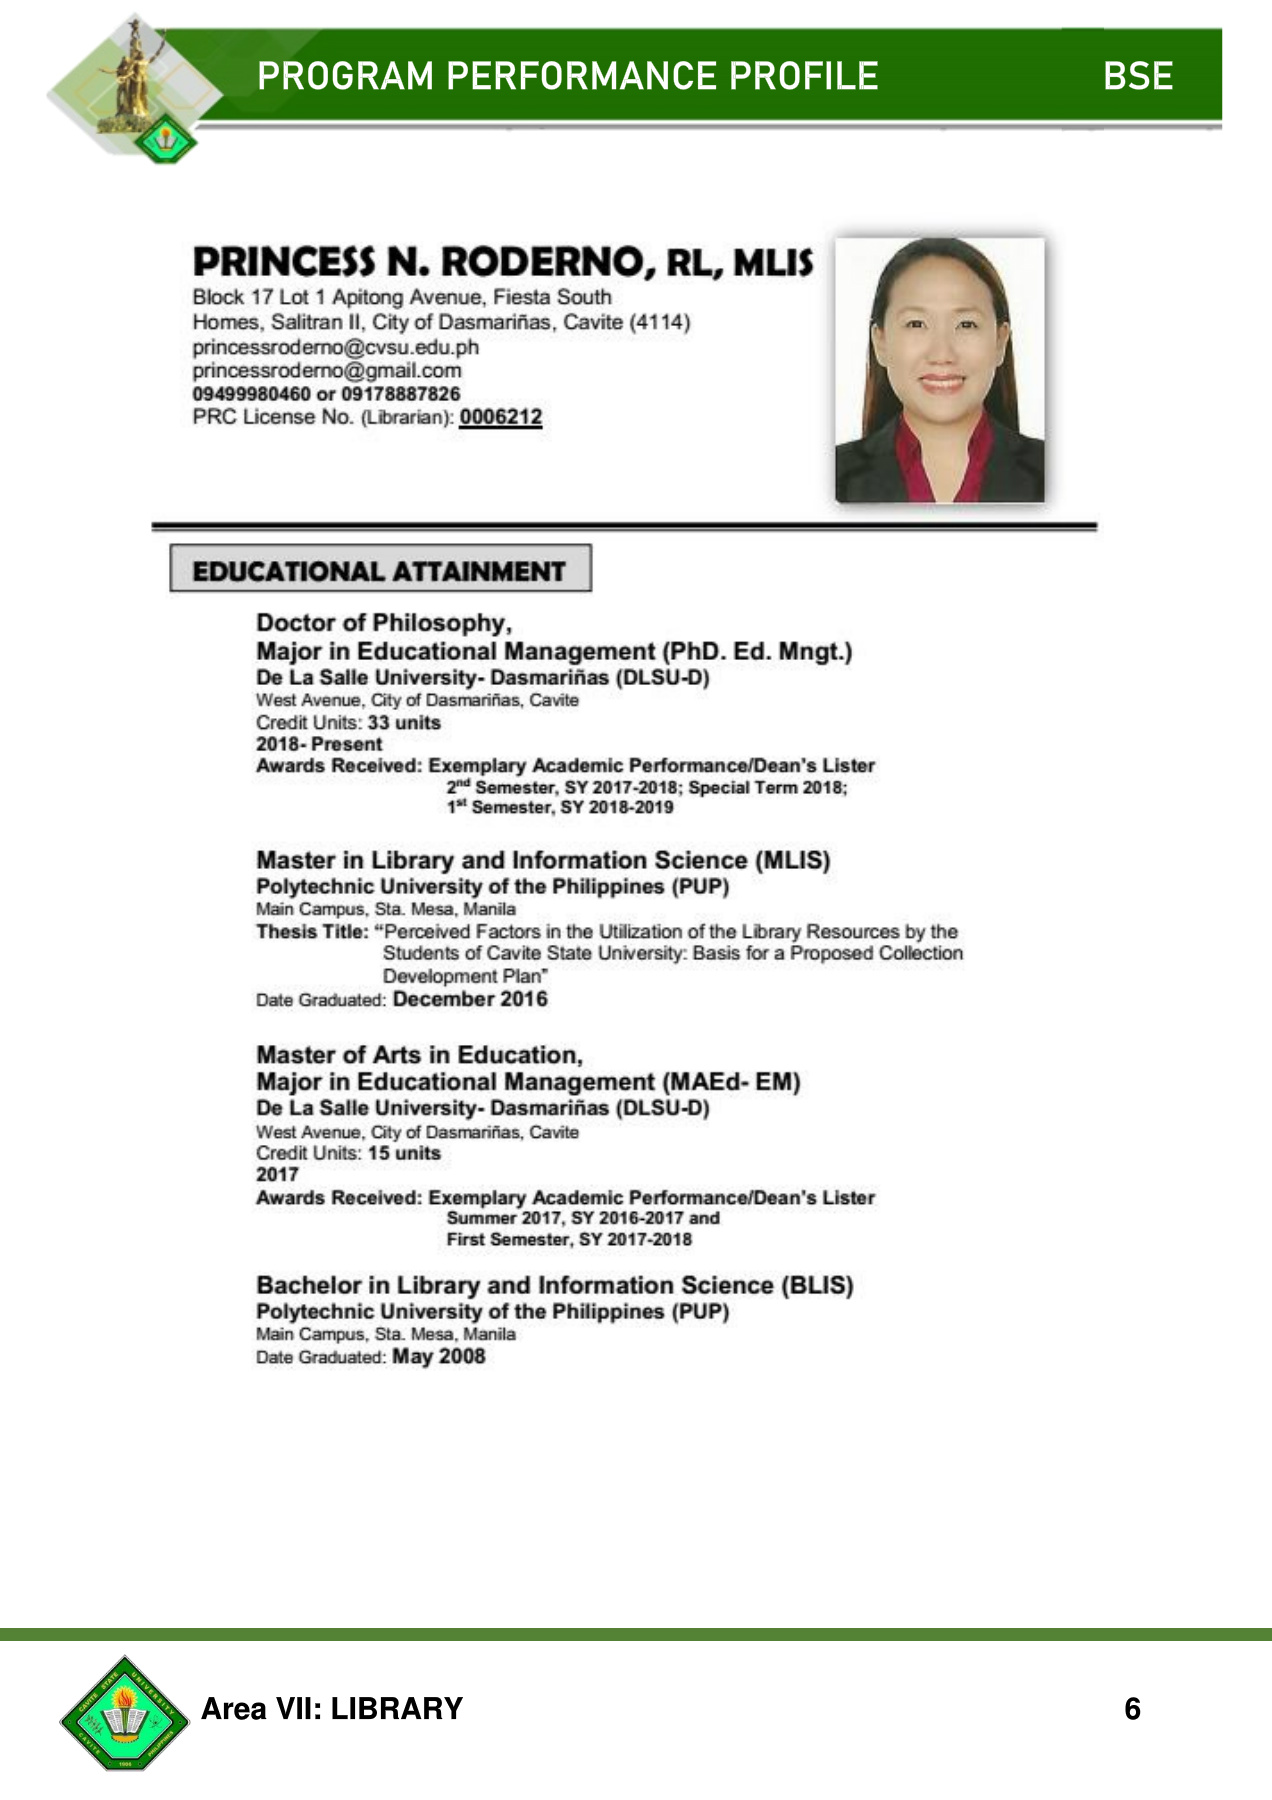 PROGRAM PERFORMANCE PROFILE BSE
PRINCESS N. RODERNO, RL, MLIS
Block 17 Lot 1 Apitong Avenue, Fiesta South
Homes, Salitran II, City of Dasmariñas, Cavite (4114)
princessroderno@cvsu.edu.ph
princessroderno@gmail.com
09499980460 or 09178887826
PRC License No. (Librarian): 0006212
EDUCATIONAL ATTAINMENT
Doctor of Philosophy,
Major in Educational Management (PhD. Ed. Mngt.)
De La Salle University- Dasmariñas (DLSU-D)
West Avenue, City of Dasmariñas, Cavite
Credit Units: 33 units
2018- Present
Awards Received: Exemplary Academic Performance/Dean's Lister
2nd Semester, SY 2017-2018; Special Term 2018;
1st Semester, SY 2018-2019
Master in Library and Information Science (MLIS)
Polytechnic University of the Philippines (PUP)
Main Campus, Sta. Mesa, Manila
Thesis Title: “Perceived Factors in the Utilization of the Library Resources by the
Students of Cavite State University: Basis for a Proposed Collection
Development Plan”
Date Graduated: December 2016
Master of Arts in Education,
Major in Educational Management (MAEd- EM)
De La Salle University- Dasmariñas (DLSU-D)
West Avenue, City of Dasmariñas, Cavite
Credit Units: 15 units
2017
Awards Received: Exemplary Academic Performance/Dean's Lister
Summer 2017, SY 2016-2017 and
First Semester, SY 2017-2018
Bachelor in Library and Information Science (BLIS)
Polytechnic University of the Philippines (PUP)
Main Campus, Sta. Mesa, Manila
Date Graduated: May 2008
CAVITE STATE UNIVERSITY
CAVITE 1906 PHILIPPINES
Area VII: LIBRARY 6